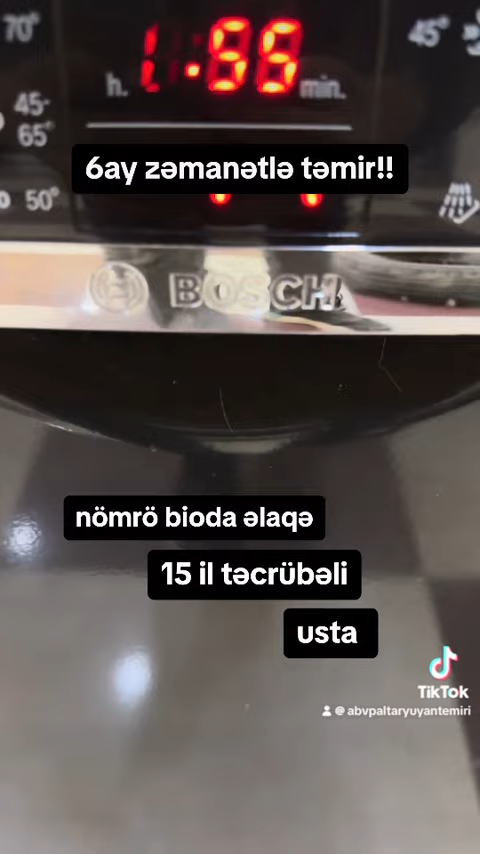 70°
45°
1.55
h.
min.
45-
65°
6ay zəmanətlə təmir!!
50°
BOSCH
nömrö bioda əlaqə
15 il təcrübəli
usta
TikTok
@ abvpaltaryuyantemiri